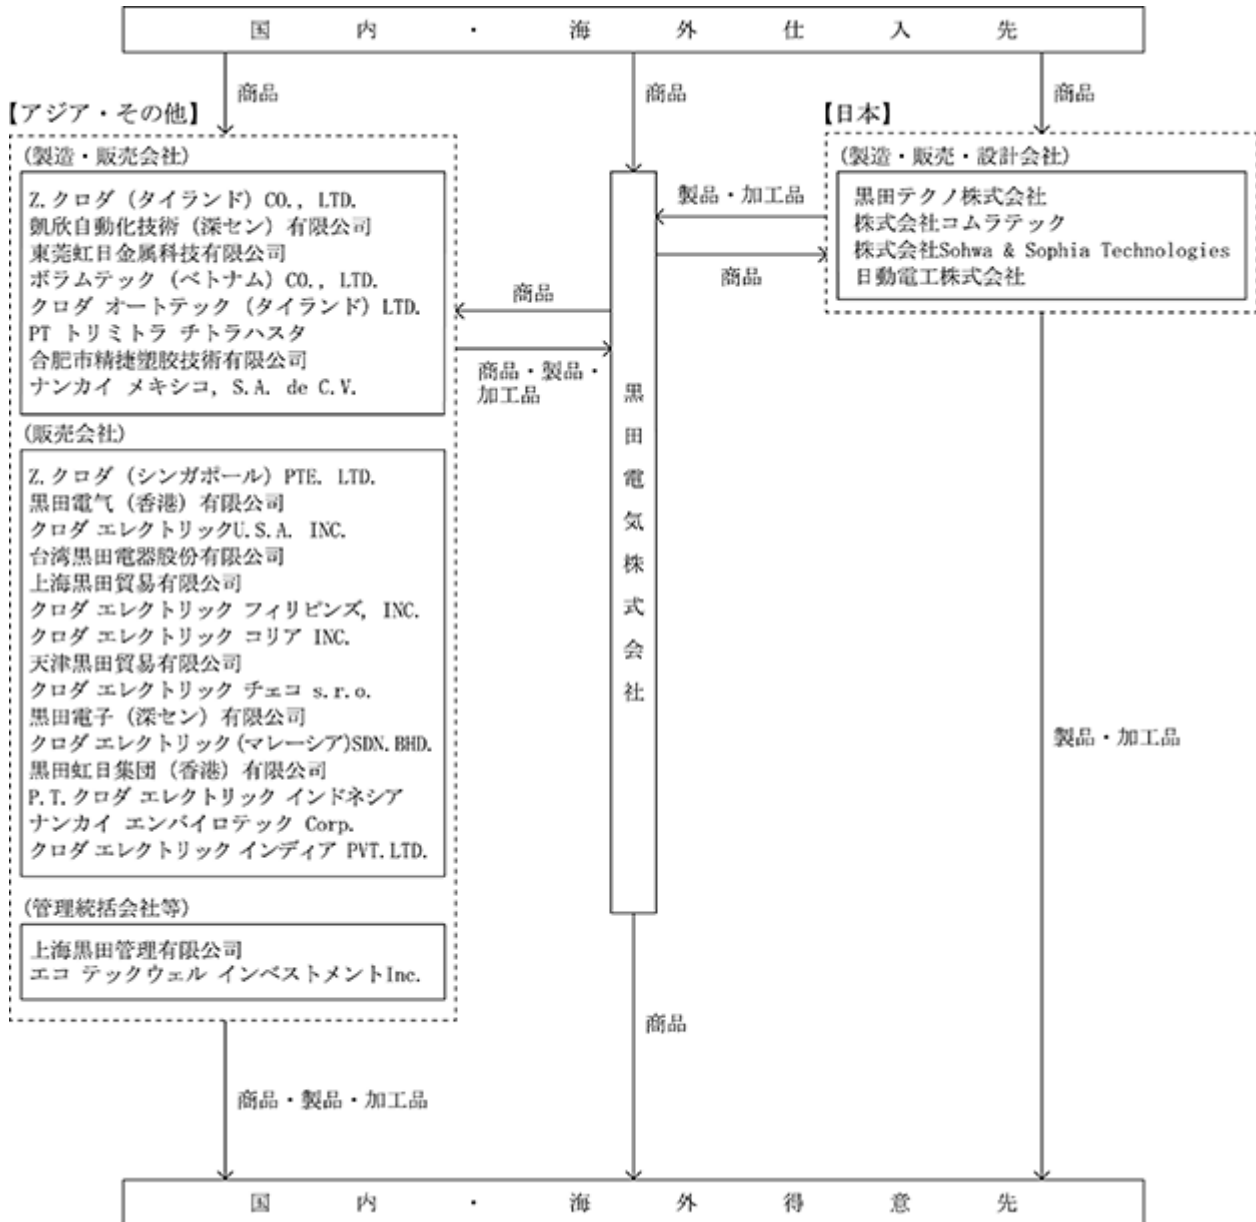 国内・海外仕入先
商品
商品
商品
【アジア・その他】
(製造・販売会社)
Z.クロダ (タイランド) CO., LTD.
凱欣自動化技術 (深セン) 有限公司
東莞虹日金属科技有限公司
ボラムテック (ベトナム) CO., LTD.
クロダ オートテック (タイランド) LTD.
PT トリミトラ チトラハスタ
合肥市精捷塑胶技術有限公司
ナンカイ メキシコ, S.A. de C.V.
(販売会社)
Z.クロダ (シンガポール) PTE. LTD.
黒田電气 (香港) 有限公司
クロダ エレクトリックU.S.A. INC.
台湾黒田電器股份有限公司
上海黒田貿易有限公司
クロダ エレクトリック フィリピンズ, INC.
クロダ エレクトリック コリア INC.
天津黒田貿易有限公司
クロダ エレクトリック チェコ s.r.o.
黒田電子 (深セン) 有限公司
クロダ エレクトリック(マレーシア)SDN.BHD.
黒田虹日集団 (香港) 有限公司
P.T.クロダ エレクトリック インドネシア
ナンカイ エンバイロテック Corp.
クロダ エレクトリック インディア PVT.LTD.
(管理統括会社等)
上海黒田管理有限公司
エコ テックウェル インベストメントInc.
商品
商品・製品・
加工品
黒田電気株式会社
製品・加工品
商品
【日本】
(製造・販売・設計会社)
黒田テクノ株式会社
株式会社コムラテック
株式会社Sohwa & Sophia Technologies
日動電工株式会社
製品・加工品
商品
商品・製品・加工品
国内・海外得意先